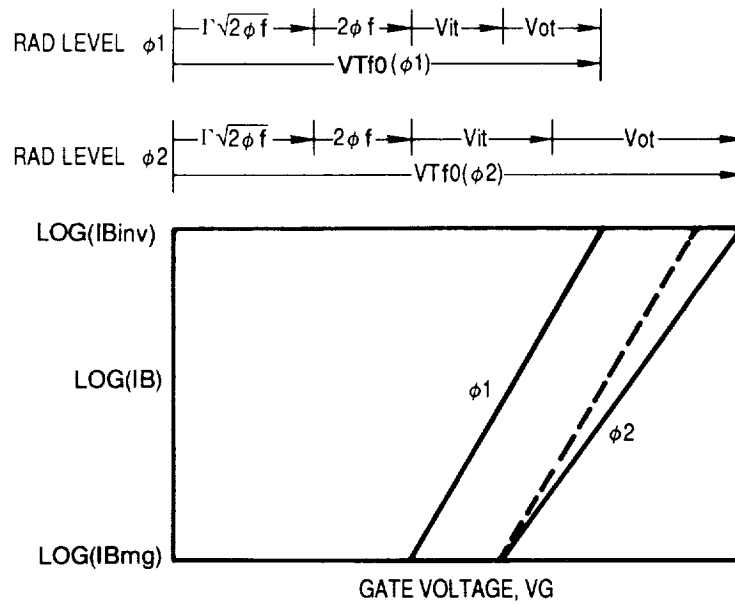 Γ√2φf 2φf Vit Vot
RAD LEVEL φ1
VTf0(φ1)
Γ√2φf 2φf Vit Vot
RAD LEVEL φ2
VTf0(φ2)
LOG(IBinv)
LOG(IB)
φ1
φ2
LOG(IBmg)
GATE VOLTAGE, VG